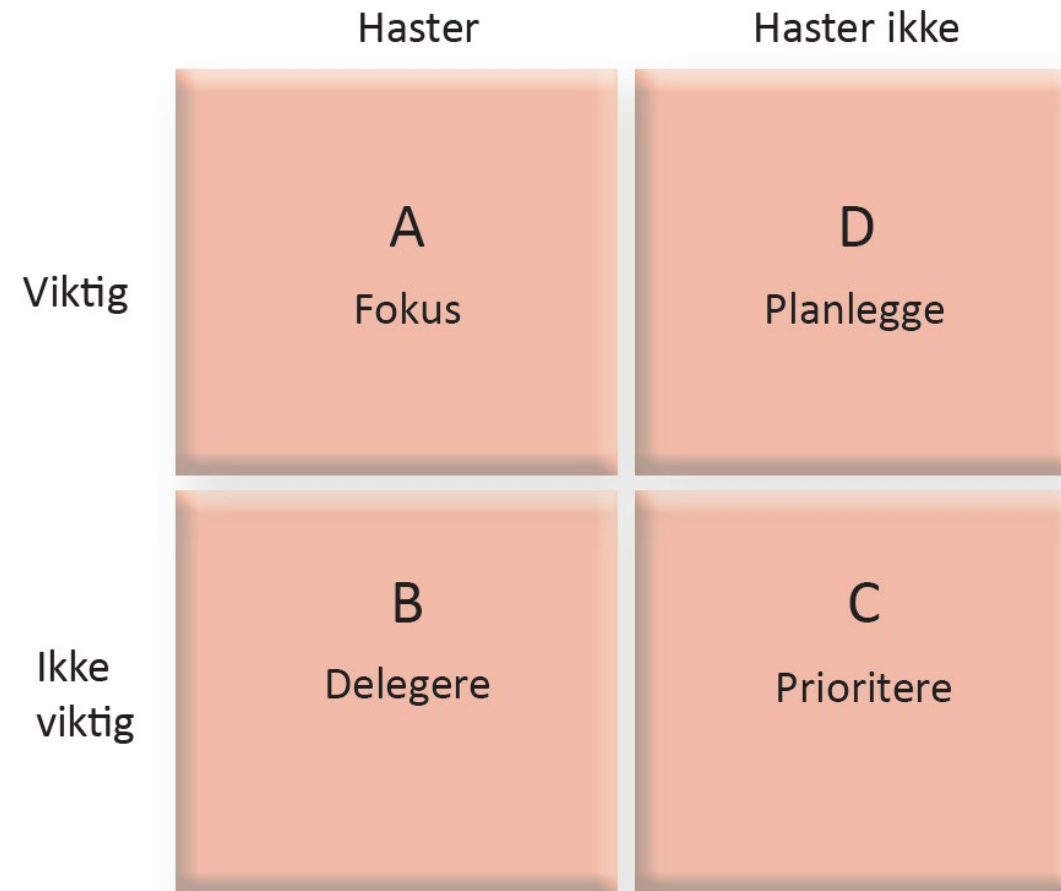 Haster
Haster ikke
Viktig
A
Fokus
D
Planlegge
Ikke
viktig
B
Delegere
C
Prioritere